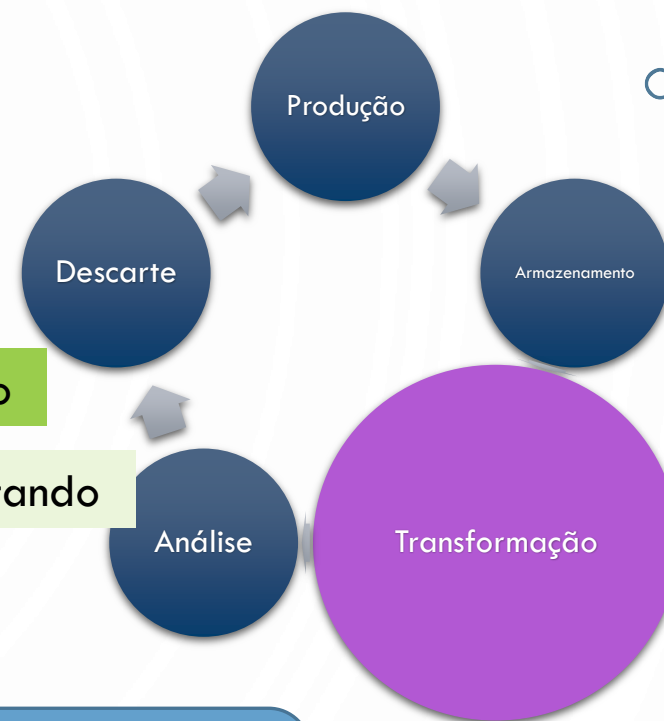 Produção
Descarte
Armazenamento
Análise
Transformação